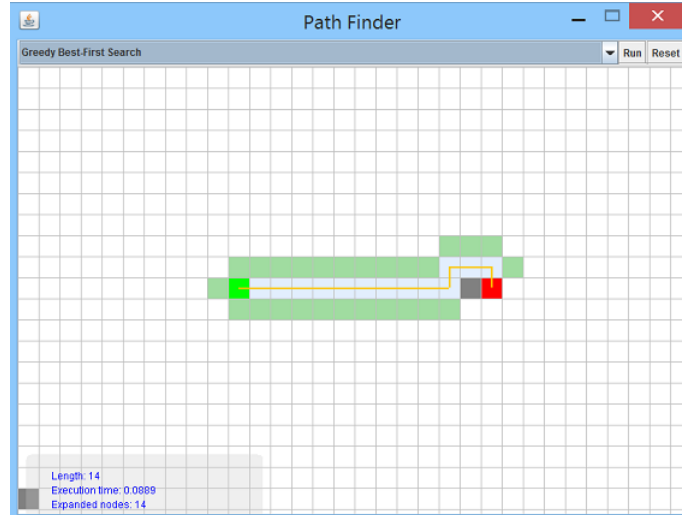 Path Finder
Greedy Best-First Search
Run Reset
Length: 14
Execution time: 0.0889
Expanded nodes: 14